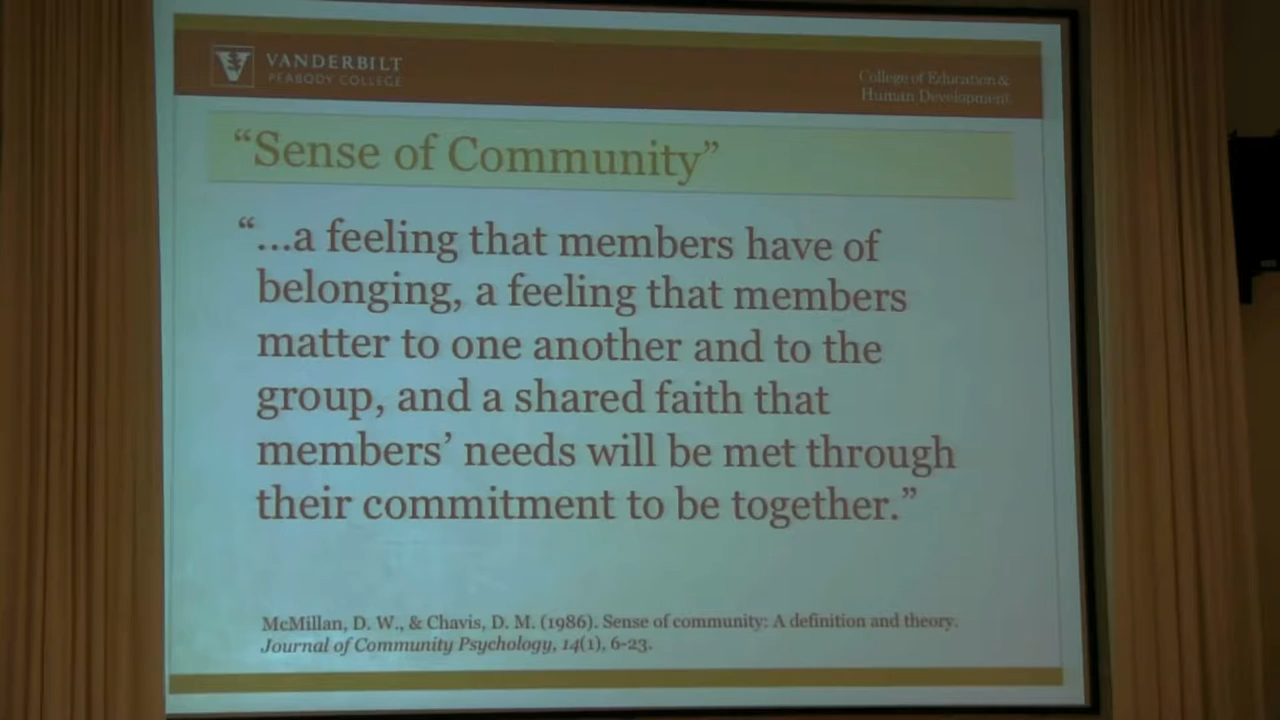 VANDERBILT
PEABODY COLLEGE
College of Education &
Human Development
“Sense of Community”
“...a feeling that members have of
belonging, a feeling that members
matter to one another and to the
group, and a shared faith that
members’ needs will be met through
their commitment to be together.”
McMillan, D. W., & Chavis, D. M. (1986). Sense of community: A definition and theory.
Journal of Community Psychology, 14(1), 6-23.